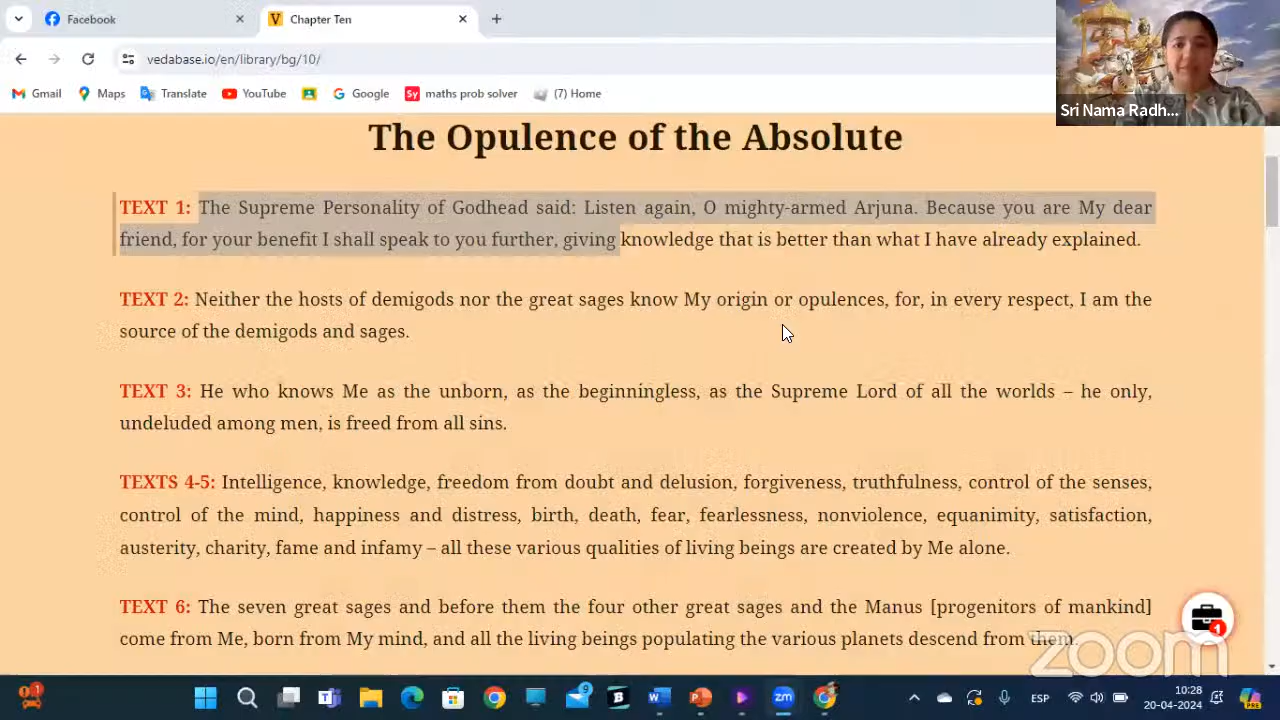 Facebook
Chapter Ten
vedabase.io/en/library/bg/10/
Gmail Maps Translate YouTube Google Sy maths prob solver (7) Home
Sri Nama Radh...
The Opulence of the Absolute
TEXT 1: The Supreme Personality of Godhead said: Listen again, O mighty-armed Arjuna. Because you are My dear
friend, for your benefit I shall speak to you further, giving knowledge that is better than what I have already explained.
TEXT 2: Neither the hosts of demigods nor the great sages know My origin or opulences, for, in every respect, I am the
source of the demigods and sages.
TEXT 3: He who knows Me as the unborn, as the beginningless, as the Supreme Lord of all the worlds – he only,
undeluded among men, is freed from all sins.
TEXTS 4-5: Intelligence, knowledge, freedom from doubt and delusion, forgiveness, truthfulness, control of the senses,
control of the mind, happiness and distress, birth, death, fear, fearlessness, nonviolence, equanimity, satisfaction,
austerity, charity, fame and infamy – all these various qualities of living beings are created by Me alone.
TEXT 6: The seven great sages and before them the four other great sages and the Manus [progenitors of mankind]
come from Me, born from My mind, and all the living beings populating the various planets descend from them.
4
zoom
1 9 zm ESP 10:28
20-04-2024 PRE